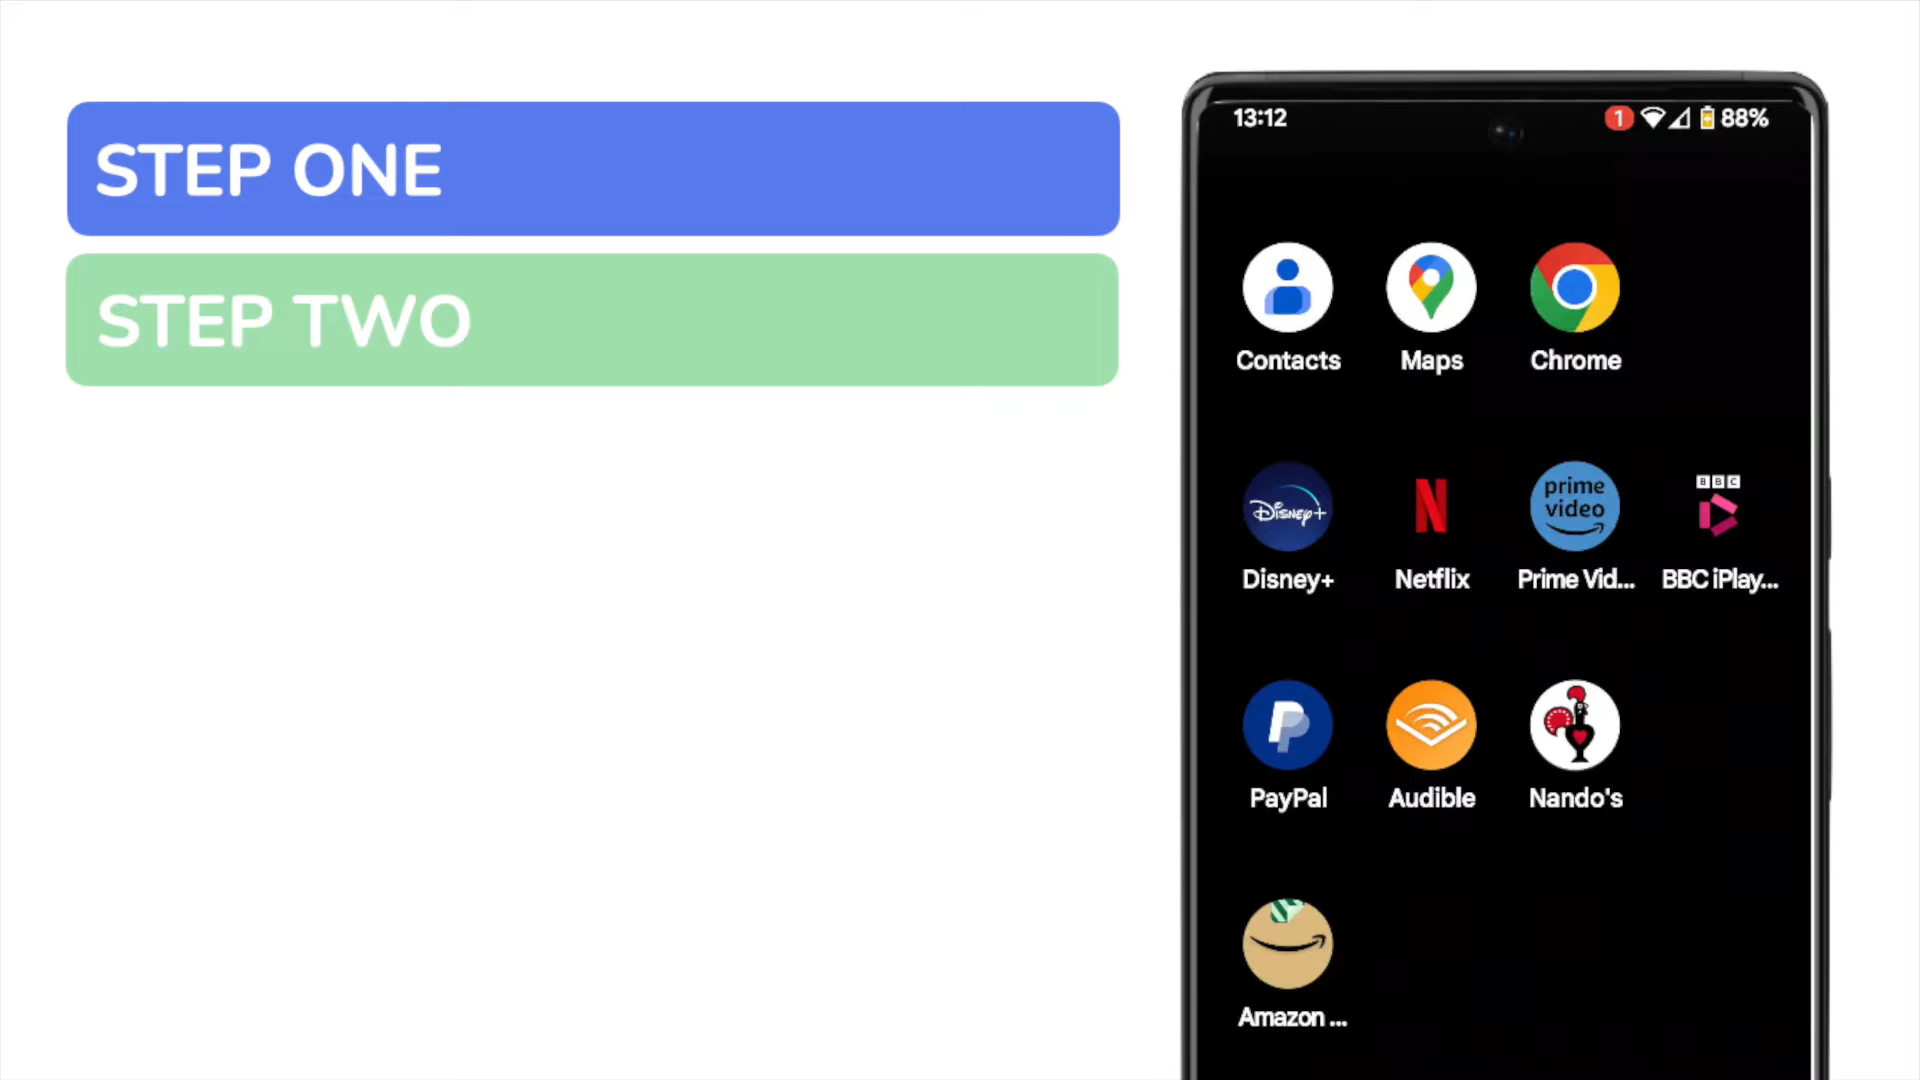 STEP ONE
STEP TWO
13:12
1
88%
Contacts
Maps
Chrome
Disney+
prime
video
BBC
Disney+
Netflix
Prime Vid...
BBC iPlay...
PayPal
Audible
Nando's
Amazon ...